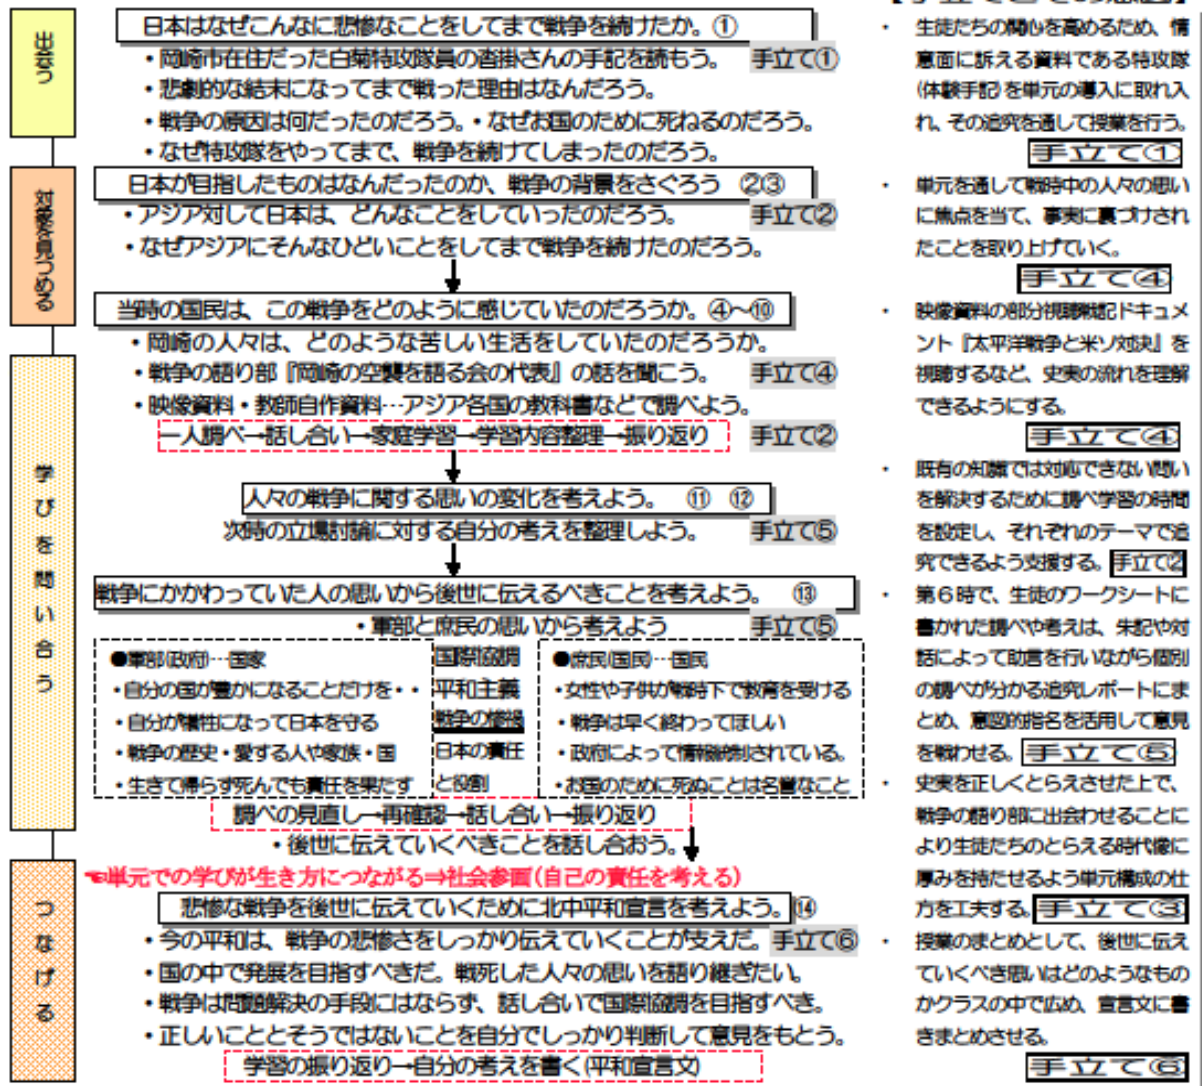 出会う
日本はなぜこんなに悲惨なことをしてまで戦争を続けたか。①
・岡崎市在住だった白菊特攻隊員の沓掛さんの手記を読もう。 手立て①
・悲劇的な結末になってまで戦った理由はなんだろう。
・戦争の原因は何だったのだろう。・なぜお国のために死ねるのだろう。
・なぜ特攻隊をやってまで、戦争を続けてしまったのだろう。
対象を見つめる
日本が目指したものはなんだったのか、戦争の背景をさぐろう ②③
・アジア対して日本は、どんなことをしていったのだろう。 手立て②
・なぜアジアにそんなひどいことをしてまで戦争を続けたのだろう。
当時の国民は、この戦争をどのように感じていたのだろうか。④～⑩
・岡崎の人々は、どのような苦しい生活をしていたのだろうか。
・戦争の語り部『岡崎の空襲を語る会の代表』の話を聞こう。 手立て④
・映像資料・教師自作資料…アジア各国の教科書などで調べよう。
一人調べ→話し合い→家庭学習→学習内容整理→振り返り 手立て②
学びを問い合う
人々の戦争に関する思いの変化を考えよう。 ⑪ ⑫
次時の立場討論に対する自分の考えを整理しよう。 手立て⑤
戦争にかかわっていた人の思いから後世に伝えるべきことを考えよう。 ⑬
・軍部と庶民の思いから考えよう 手立て⑤
●軍部(政府)…国家
・自分の国が豊かになることだけを・・
・自分が犠牲になって日本を守る
・戦争の歴史・愛する人や家族・国
・生きて帰らず死んでも責任を果たす
国際協調
平和主義
戦争の惨禍
日本の責任
と役割
●庶民(国民)…国民
・女性や子供が戦時下で教育を受ける
・戦争は早く終わってほしい
・政府によって情報統制されている。
・お国のために死ぬことは名誉なこと
調べの見直し→再確認→話し合い→振り返り
・後世に伝えていくべきことを話し合おう。
☜単元での学びが生き方につながる⇒社会参画(自己の責任を考える)
つなげる
悲惨な戦争を後世に伝えていくために北中平和宣言を考えよう。⑭
・今の平和は、戦争の悲惨さをしっかり伝えていくことが支えだ。手立て⑥
・国の中で発展を目指すべきだ。戦死した人々の思いを語り継ぎたい。
・戦争は問題解決の手段にはならず、話し合いで国際協調を目指すべき。
・正しいこととそうではないことを自分でしっかり判断して意見をもとう。
学習の振り返り→自分の考えを書く(平和宣言文)
・ 生徒たちの関心を高めるため、情
意面に訴える資料である特攻隊
(体験手記)を単元の導入に取れ入
れ、その追究を通して授業を行う。
手立て①
・ 単元を通して戦時中の人々の思い
に焦点を当て、事実に裏づけされ
たことを取り上げていく。
手立て④
・ 映像資料の部分視聴戦記ドキュメ
ント『太平洋戦争と米ソ対決』を
視聴するなど、史実の流れを理解
できるようにする。
手立て④
・ 既有の知識では対応できない問い
を解決するために調べ学習の時間
を設定し、それぞれのテーマで追
究できるよう支援する。手立て②
・ 第6時で、生徒のワークシートに
書かれた調べや考えは、朱記や対
話によって助言を行いながら個別
の調べが分かる追究レポートにま
とめ、意図的指名を活用して意見
を戦わせる。手立て⑤
・ 史実を正しくとらえさせた上で、
戦争の語り部に出会わせることに
より生徒たちのとらえる時代像に
厚みを持たせるよう単元構成の仕
方を工夫する。手立て③
・ 授業のまとめとして、後世に伝え
ていくべき思いはどのようなもの
かクラスの中で広め、宣言文に書
きまとめさせる。
手立て⑥